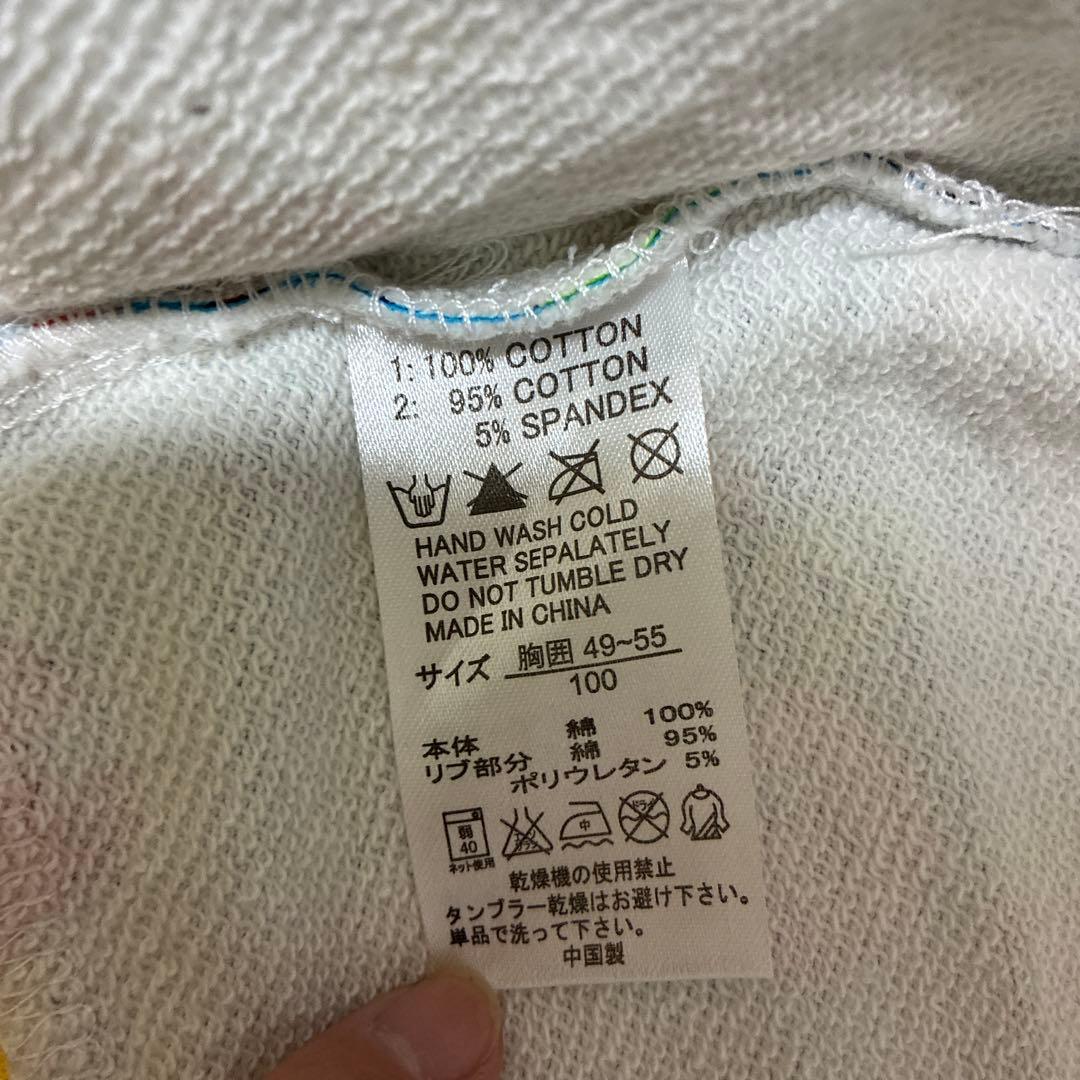 1: 100% COTTON
2: 95% COTTON
5% SPANDEX
HAND WASH COLD
WATER SEPALATELY
DO NOT TUMBLE DRY
MADE IN CHINA
サイズ 胸囲 49~55
100
本体 綿 100%
リブ部分 綿 95%
ポリウレタン 5%
弱 40 中 ドライ
ネット使用
乾燥機の使用禁止
タンブラー乾燥はお避け下さい。
単品で洗って下さい。
中国製